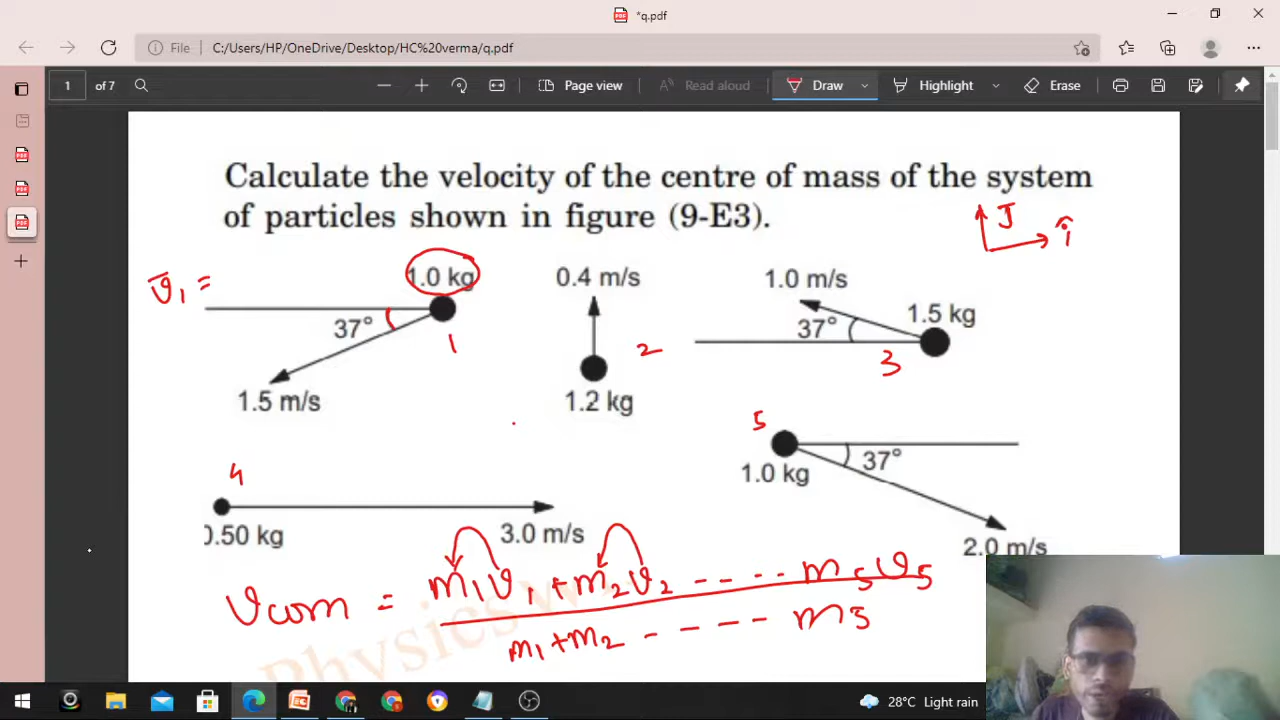 *q.pdf
File C:/Users/HP/OneDrive/Desktop/HC%20verma/q.pdf
1 of 7 Page view Read aloud Draw Highlight Erase
Calculate the velocity of the centre of mass of the system
of particles shown in figure (9-E3).
J
î
v̄₁ =
1.0 kg
37°
1
1.5 m/s
0.4 m/s
2
1.2 kg
1.0 m/s
1.5 kg
37°
3
4
0.50 kg
3.0 m/s
5
1.0 kg
37°
2.0 m/s
vcom = m₁v₁ + m₂v₂ ----- m₅v₅
m₁ + m₂ ----- m₅
28°C Light rain